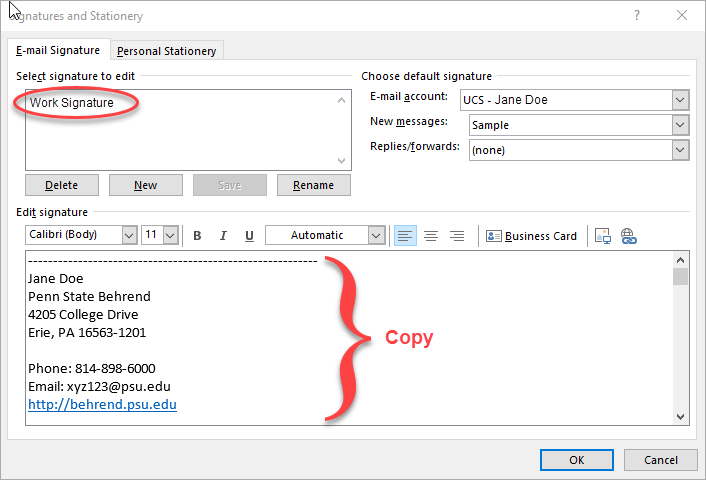 Signatures and Stationery
E-mail Signature
Personal Stationery
Select signature to edit
Work Signature
Delete
New
Save
Rename
Choose default signature
E-mail account:
UCS - Jane Doe
New messages:
Sample
Replies/forwards:
(none)
Edit signature
Calibri (Body)
11
B I U
Automatic
Business Card
----------------------------------------------------------
Jane Doe
Penn State Behrend
4205 College Drive
Erie, PA 16563-1201
Phone: 814-898-6000
Email: xyz123@psu.edu
http://behrend.psu.edu
Copy
OK
Cancel